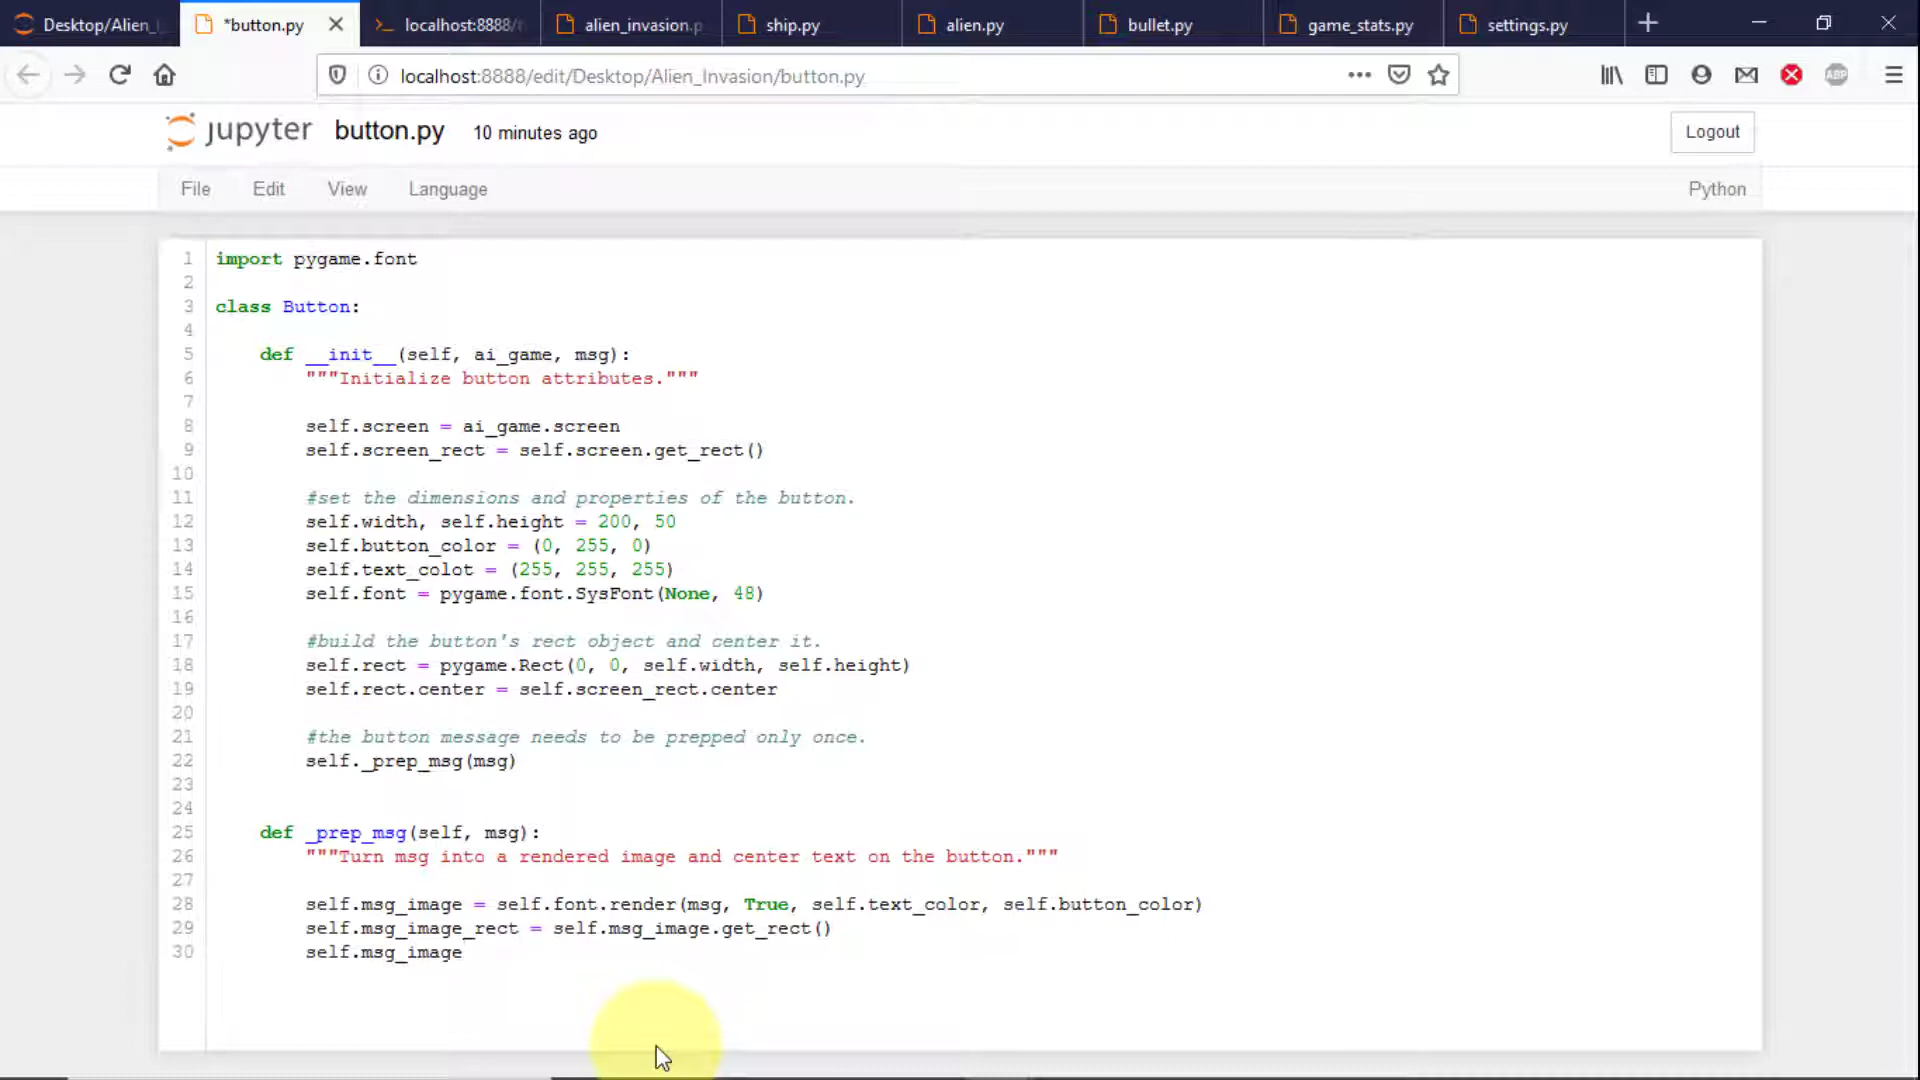 Desktop/Alien_I *button.py localhost:8888/t alien_invasion.p ship.py alien.py bullet.py game_stats.py settings.py
localhost:8888/edit/Desktop/Alien_Invasion/button.py ABP
jupyter button.py 10 minutes ago Logout
File Edit View Language Python
1 import pygame.font
2
3 class Button:
4
5 def __init__(self, ai_game, msg):
6 """Initialize button attributes."""
7
8 self.screen = ai_game.screen
9 self.screen_rect = self.screen.get_rect()
10
11 #set the dimensions and properties of the button.
12 self.width, self.height = 200, 50
13 self.button_color = (0, 255, 0)
14 self.text_colot = (255, 255, 255)
15 self.font = pygame.font.SysFont(None, 48)
16
17 #build the button's rect object and center it.
18 self.rect = pygame.Rect(0, 0, self.width, self.height)
19 self.rect.center = self.screen_rect.center
20
21 #the button message needs to be prepped only once.
22 self._prep_msg(msg)
23
24
25 def _prep_msg(self, msg):
26 """Turn msg into a rendered image and center text on the button."""
27
28 self.msg_image = self.font.render(msg, True, self.text_color, self.button_color)
29 self.msg_image_rect = self.msg_image.get_rect()
30 self.msg_image